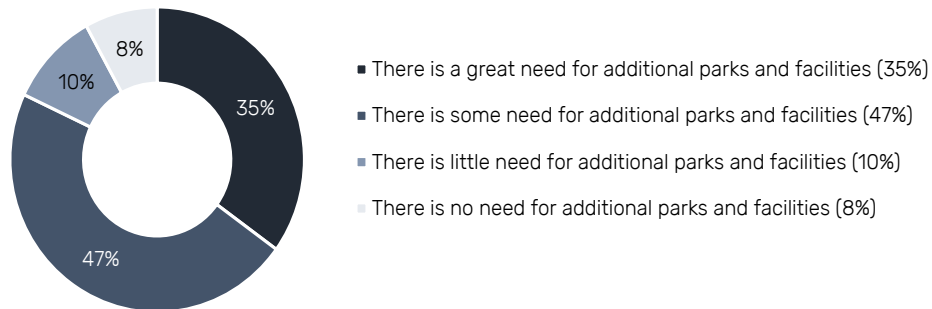 8%
10%
35%
47%
There is a great need for additional parks and facilities (35%)
There is some need for additional parks and facilities (47%)
There is little need for additional parks and facilities (10%)
There is no need for additional parks and facilities (8%)